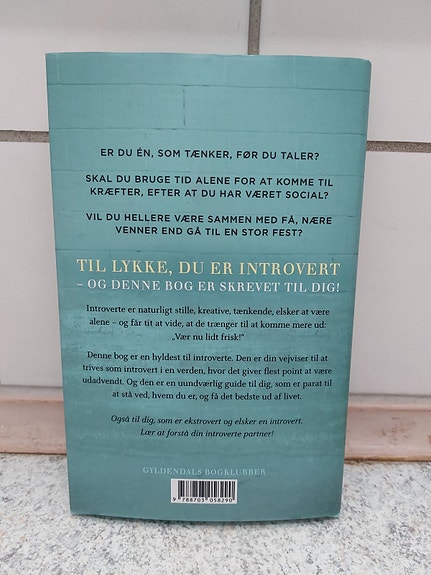 ER DU ÉN, SOM TÆNKER, FØR DU TALER?
SKAL DU BRUGE TID ALENE FOR AT KOMME TIL
KRÆFTER, EFTER AT DU HAR VÆRET SOCIAL?
VIL DU HELLERE VÆRE SAMMEN MED FÅ, NÆRE
VENNER END GÅ TIL EN STOR FEST?
TIL LYKKE, DU ER INTROVERT
– OG DENNE BOG ER SKREVET TIL DIG!
Introverte er naturligt stille, kreative, tænkende, elsker at være
alene – og får tit at vide, at de trænger til at komme mere ud:
„Vær nu lidt frisk!“
Denne bog er en hyldest til introverte. Den er din vejviser til at
trives som introvert i en verden, hvor det giver flest point at være
udadvendt. Og den er en uundværlig guide til dig, som er parat til
at stå ved, hvem du er, og få det bedste ud af livet.
Også til dig, som er ekstrovert og elsker en introvert.
Lær at forstå din introverte partner!
GYLDENDALS BOGKLUBBER
9 788703 058290